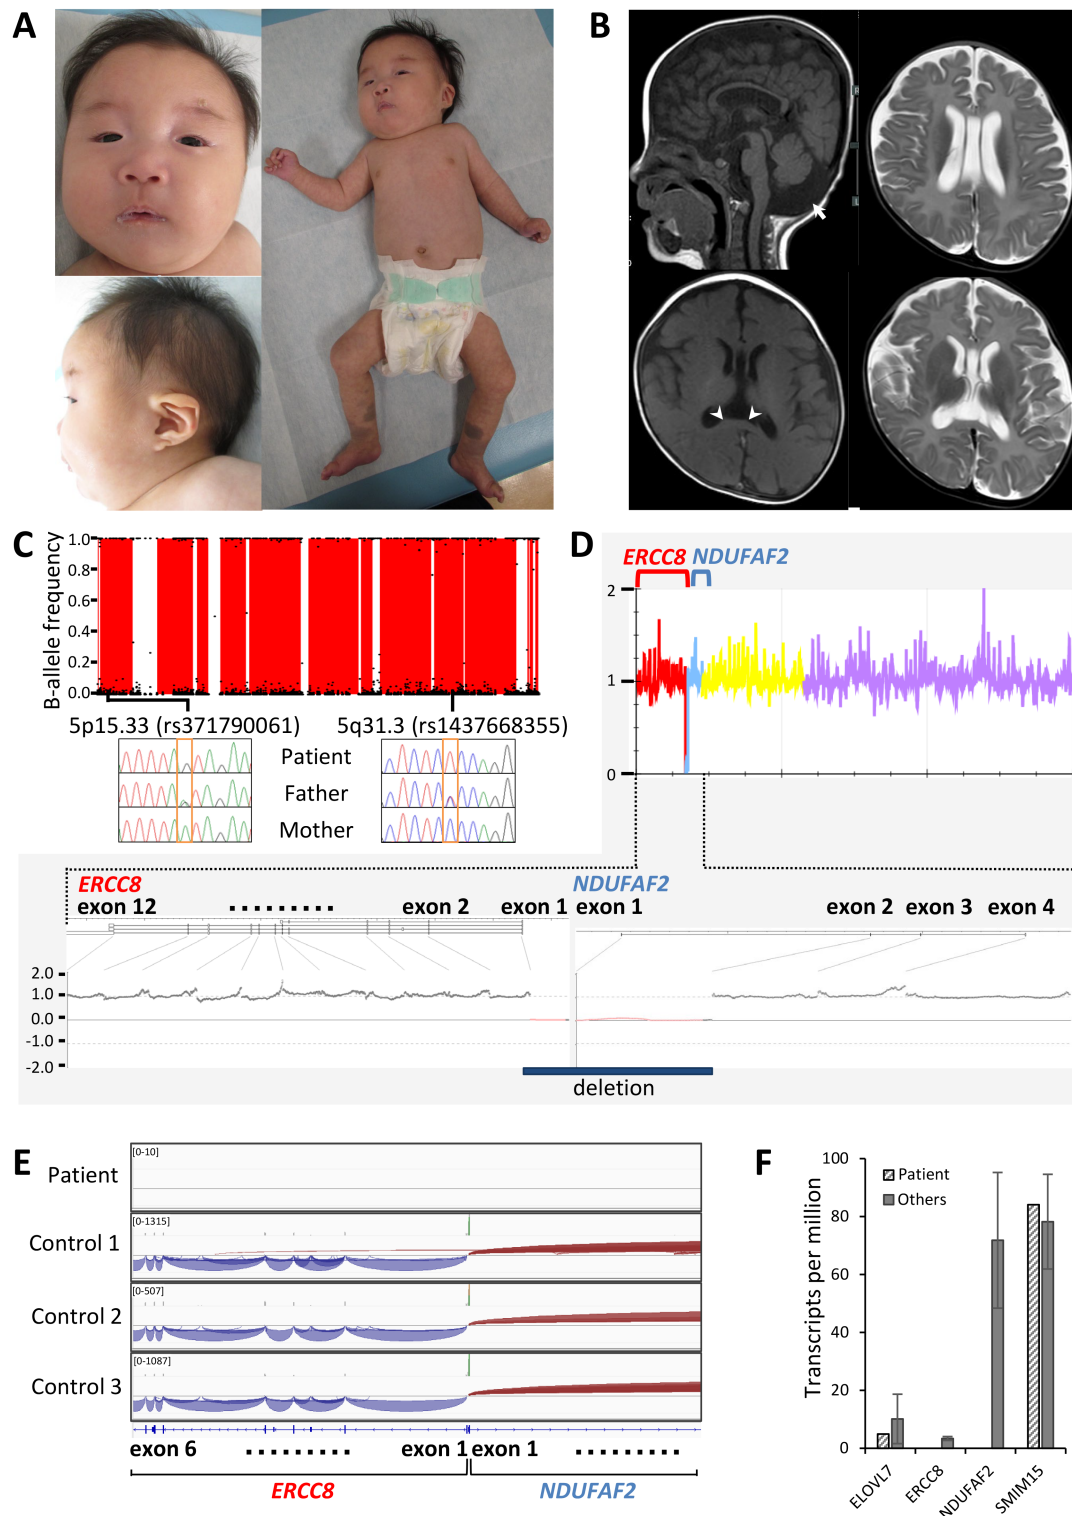 A
B
C
B-allele frequency
1.0
0.8
0.6
0.4
0.2
0.0
5p15.33 (rs371790061)
5q31.3 (rs1437668355)
Patient
Father
Mother
D
ERCC8 NDUFAF2
2
1
0
ERCC8
NDUFAF2
exon 12 ......... exon 2 exon 1 exon 1 exon 2 exon 3 exon 4
2.0
1.0
0.0
-1.0
-2.0
deletion
E
Patient
[0-10]
Control 1
[0-1315]
Control 2
[0-507]
Control 3
[0-1087]
exon 6 ......... exon 1 exon 1 .........
ERCC8
NDUFAF2
F
Transcripts per million
100
80
60
40
20
0
Patient
Others
ELOVL7
ERCC8
NDUFAF2
SMIM15